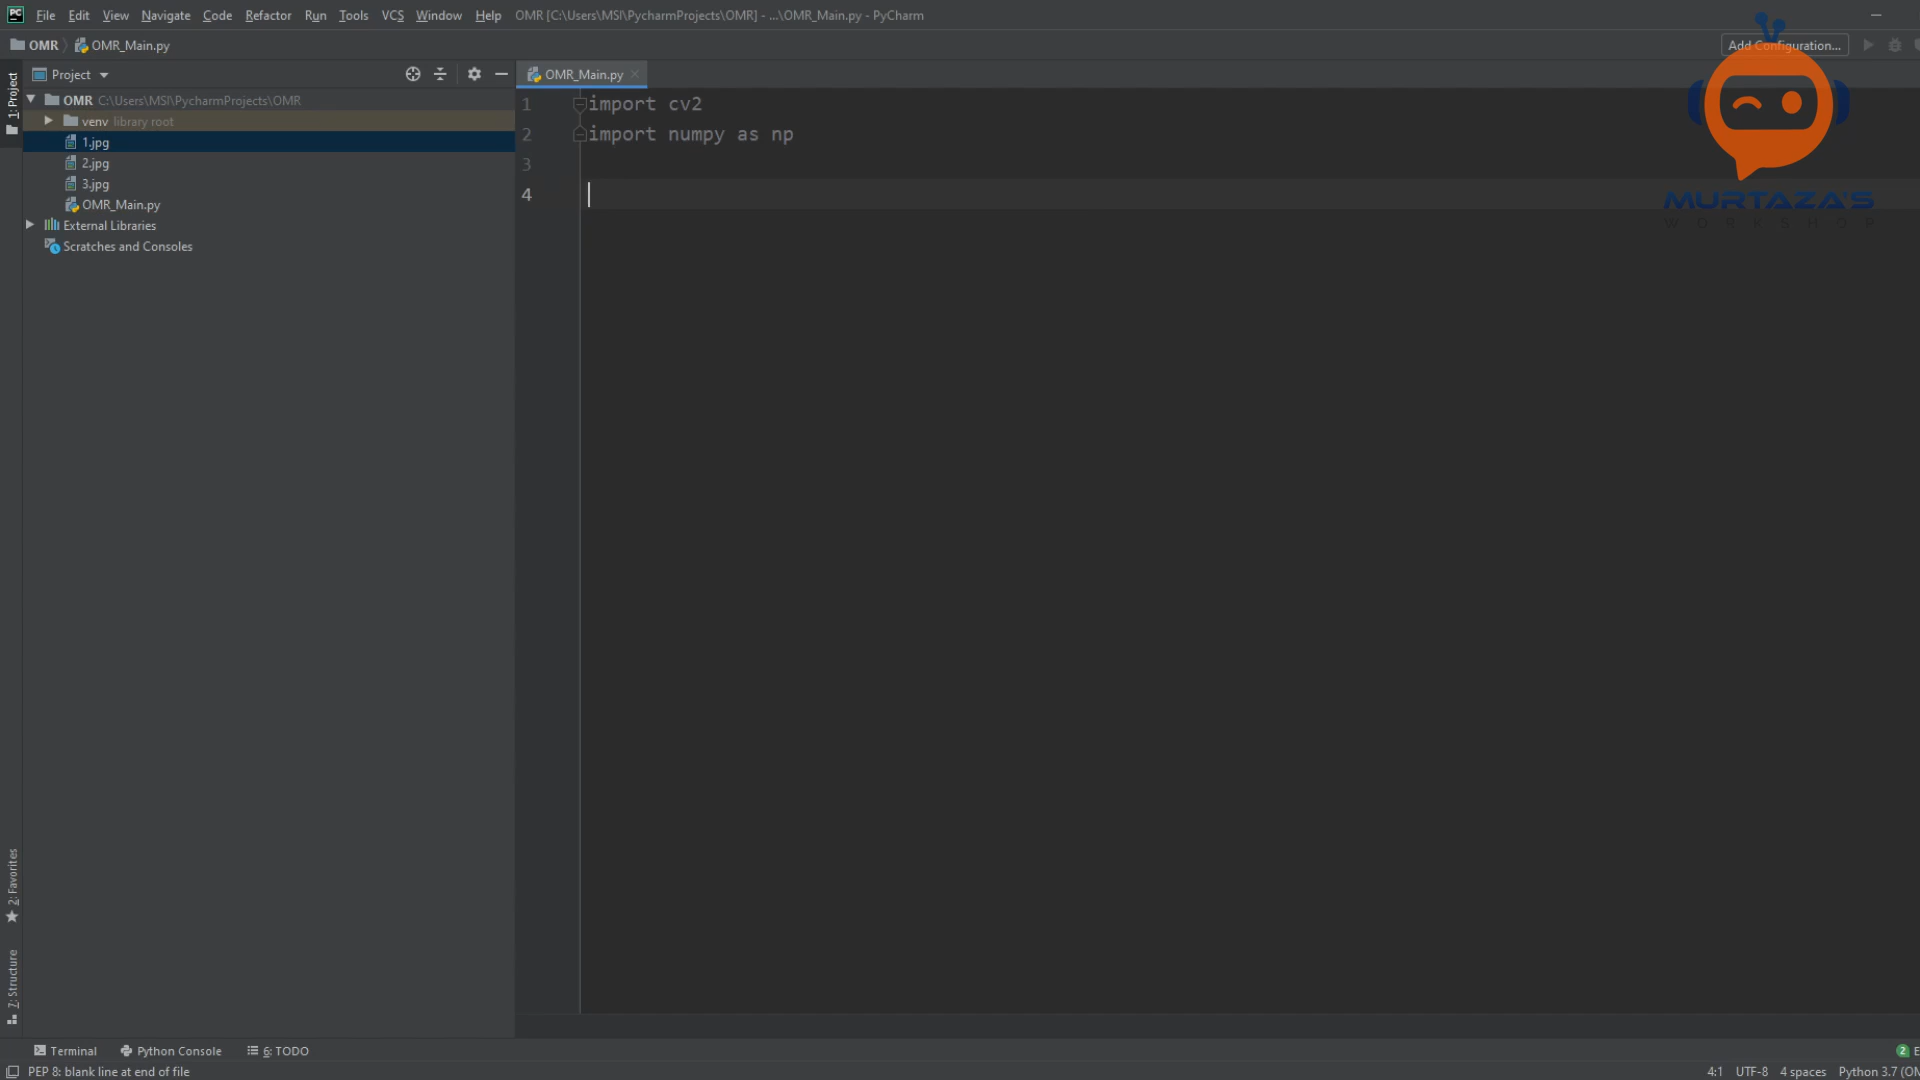 File Edit View Navigate Code Refactor Run Tools VCS Window Help OMR [C:\Users\MSI\PycharmProjects\OMR] - ...\OMR_Main.py - PyCharm
OMR OMR_Main.py
Add Configuration...
Project
OMR_Main.py
1: Project
OMR C:\Users\MSI\PycharmProjects\OMR
venv library root
1.jpg
2.jpg
3.jpg
OMR_Main.py
External Libraries
Scratches and Consoles
1 import cv2
2 import numpy as np
3
4
MURTAZA'S
WORKSHOP
2: Favorites
7: Structure
Terminal Python Console 6: TODO
2 E
PEP 8: blank line at end of file
4:1 UTF-8 4 spaces Python 3.7 (OM